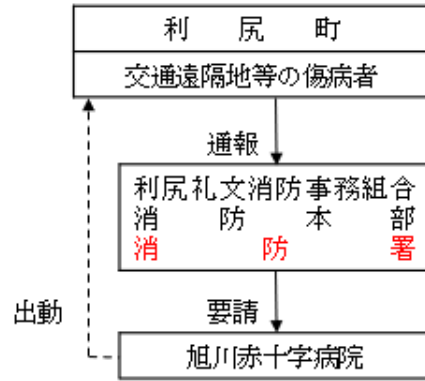 利尻町
交通遠隔地等の傷病者
通報
利尻礼文消防事務組合
消防本部
消防署
出動
要請
旭川赤十字病院